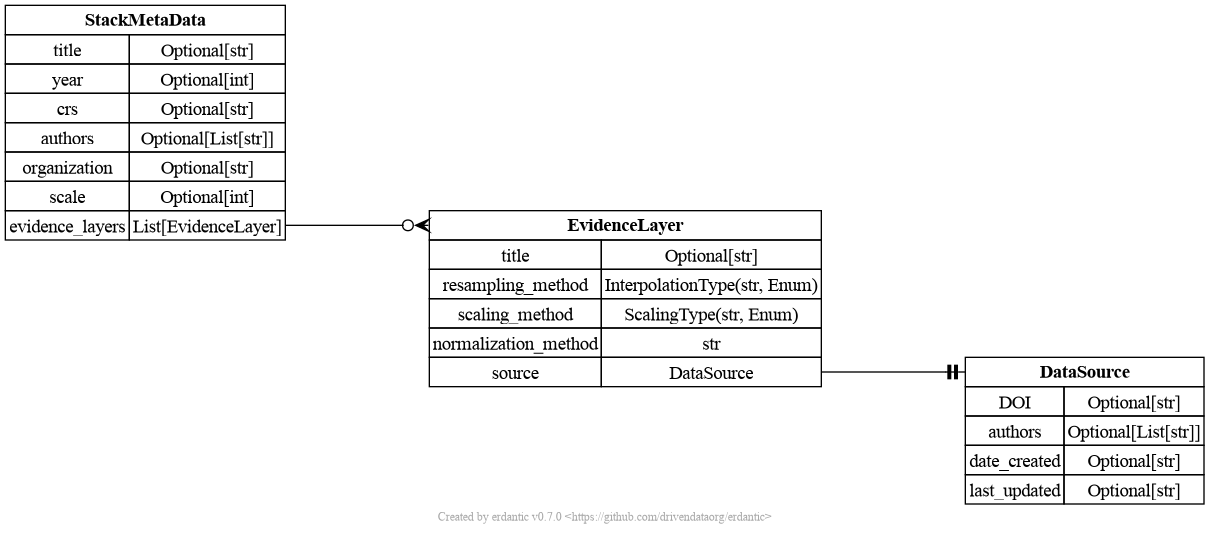 StackMetaData
title Optional[str]
year Optional[int]
crs Optional[str]
authors Optional[List[str]]
organization Optional[str]
scale Optional[int]
evidence_layers List[EvidenceLayer]
EvidenceLayer
title Optional[str]
resampling_method InterpolationType(str, Enum)
scaling_method ScalingType(str, Enum)
normalization_method str
source DataSource
DataSource
DOI Optional[str]
authors Optional[List[str]]
date_created Optional[str]
last_updated Optional[str]
Created by erdantic v0.7.0 <https://github.com/drivendataorg/erdantic>